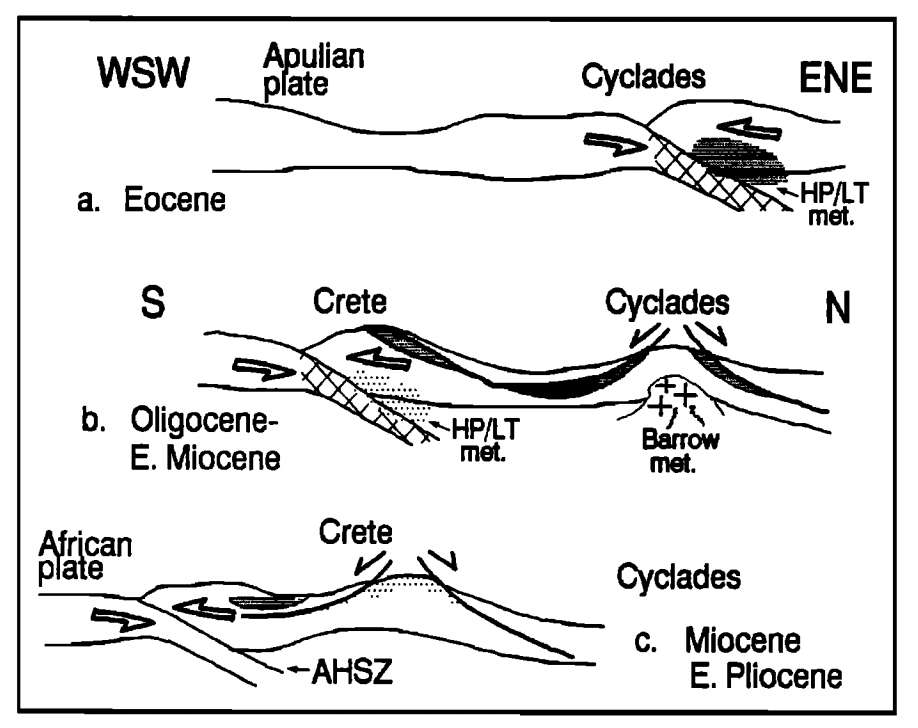 WSW
Apulian
plate
Cyclades
ENE
HP/LT
met.
a. Eocene
S
Crete
Cyclades
N
b. Oligocene-
E. Miocene
HP/LT
met.
Barrow
met.
African
plate
Crete
Cyclades
AHSZ
c. Miocene
E. Pliocene